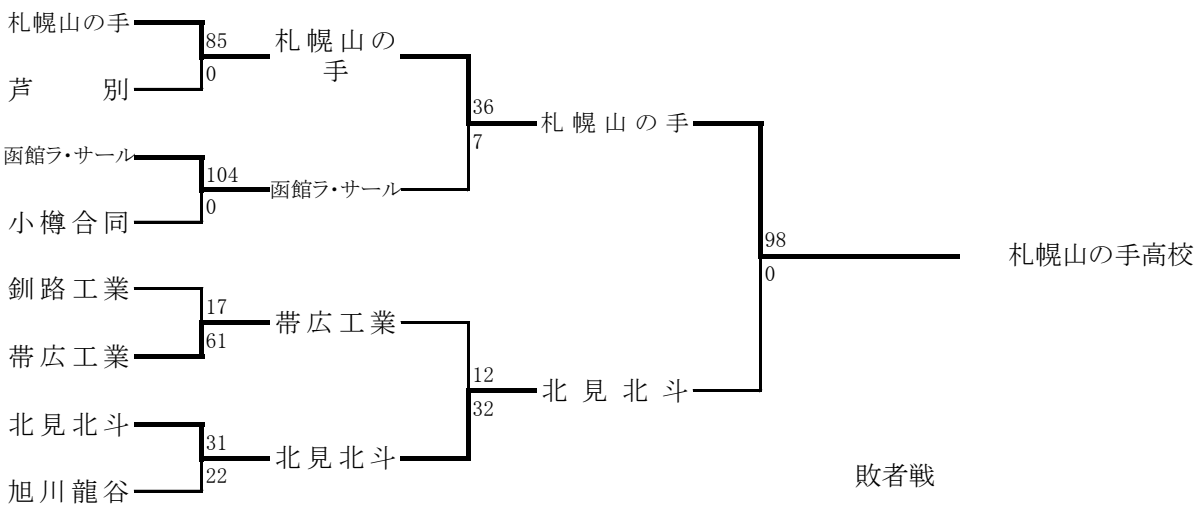 札幌山の手
85
0
芦別
札幌山の
手
36
7
函館ラ・サール
104
0
小樽合同
函館ラ・サール
札幌山の手
98
0
札幌山の手高校
釧路工業
17
61
帯広工業
帯広工業
12
32
北見北斗
31
22
旭川龍谷
北見北斗
北見北斗
敗者戦